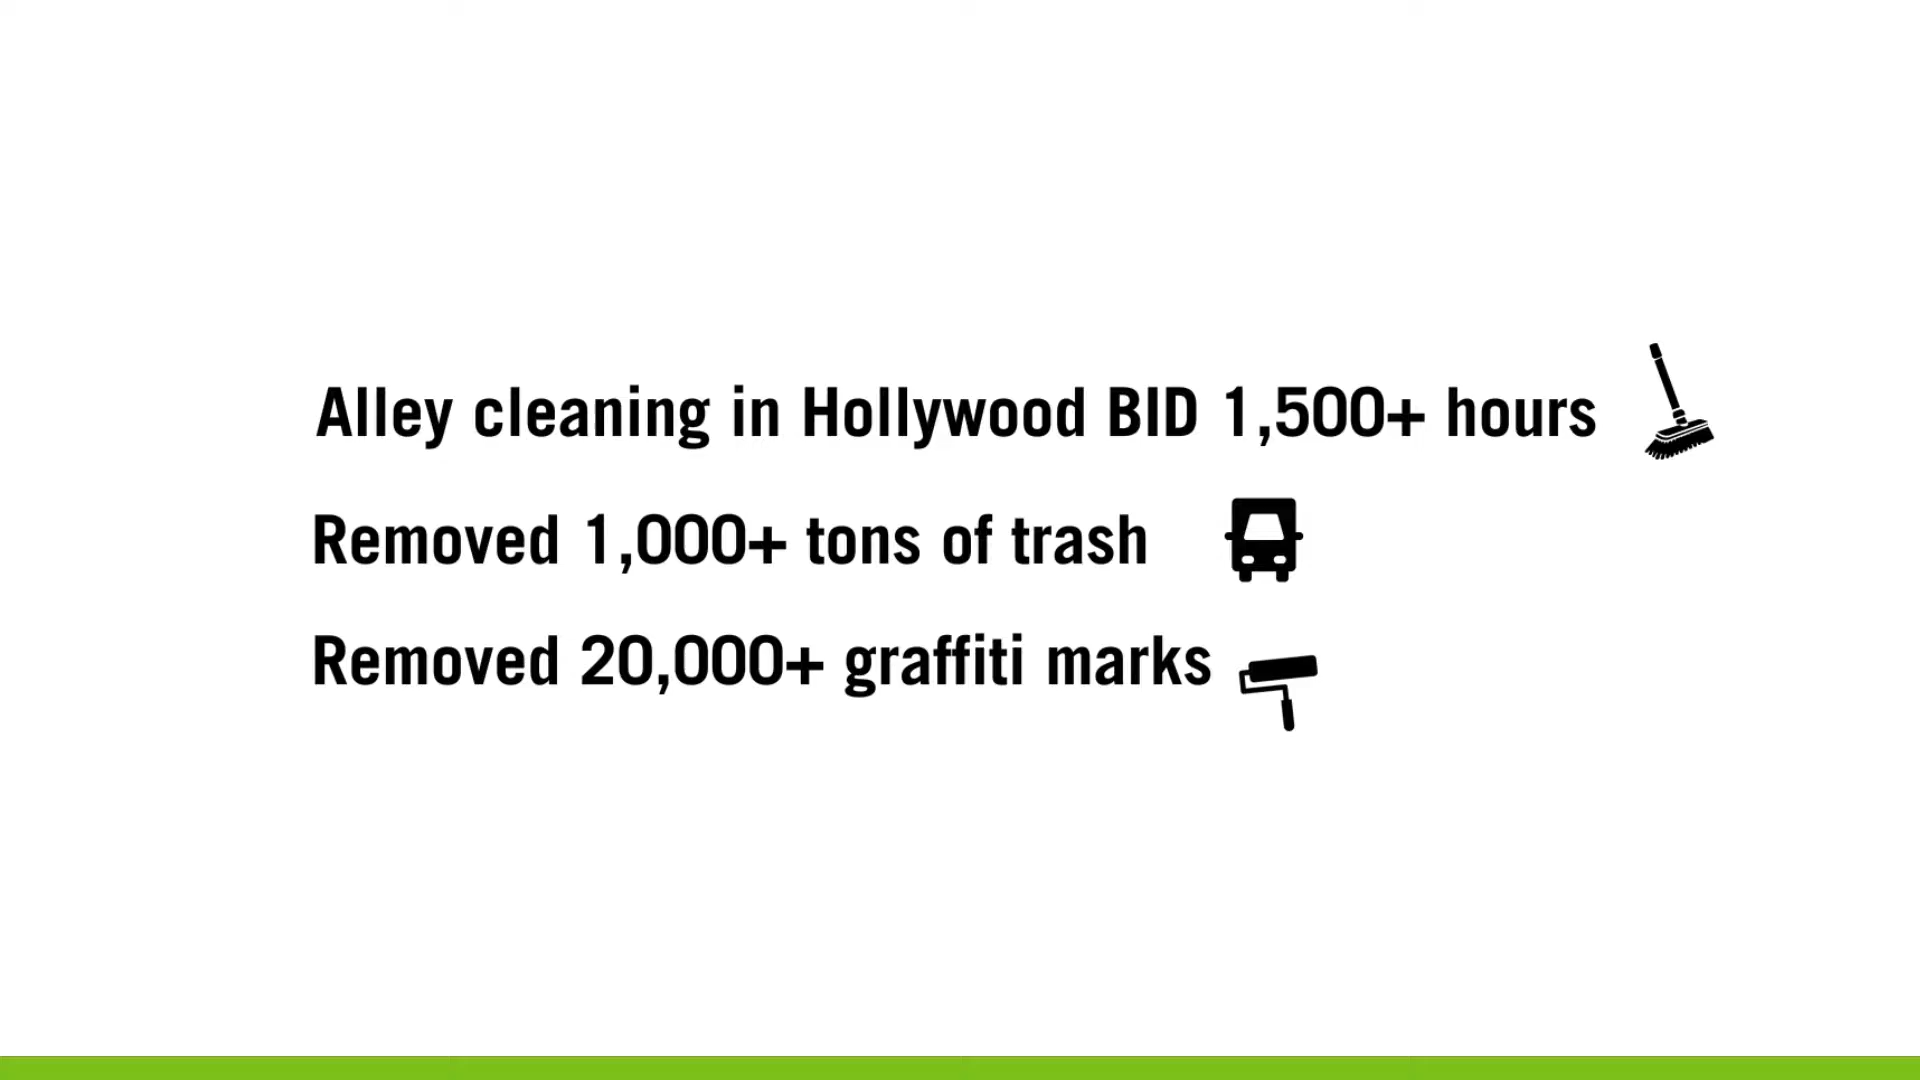 Alley cleaning in Hollywood BID 1,500+ hours
Removed 1,000+ tons of trash
Removed 20,000+ graffiti marks